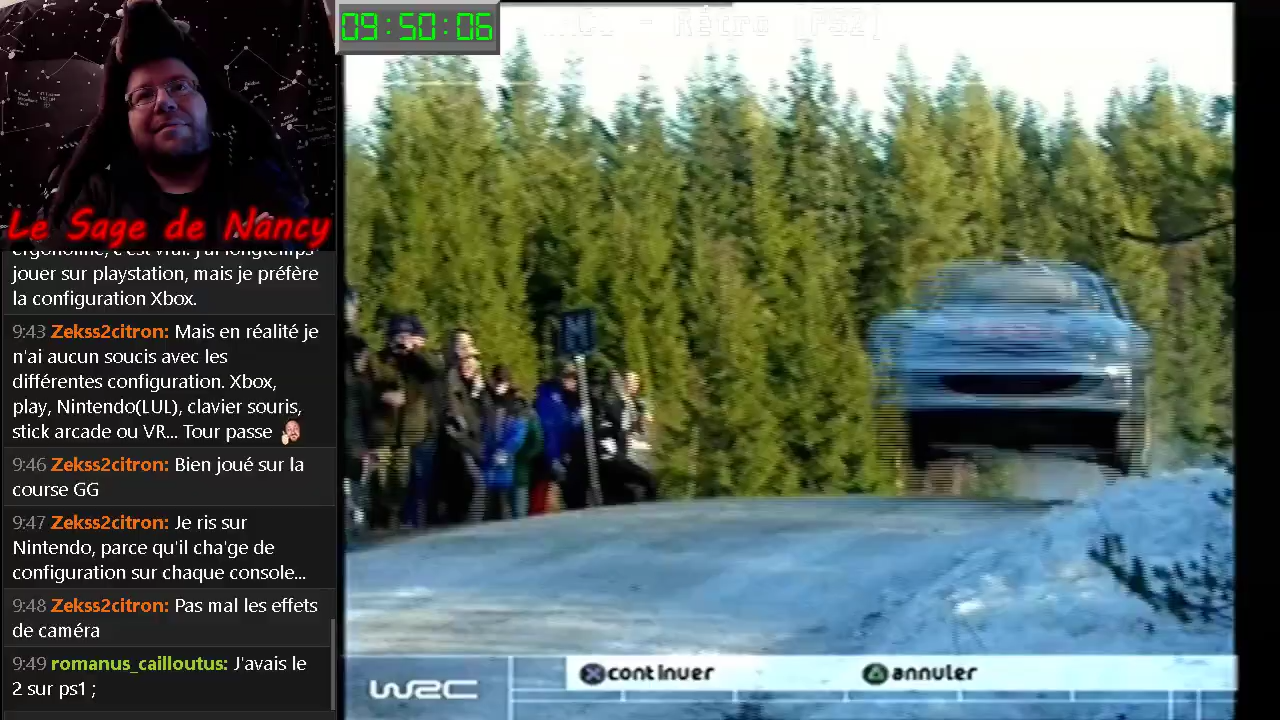 09:50:06
- Rétro [PS2]
Le Sage de Nancy
jouer sur playstation, mais je préfère
la configuration Xbox.
9:43 Zekss2citron: Mais en réalité je
n'ai aucun soucis avec les
différentes configuration. Xbox,
play, Nintendo(LUL), clavier souris,
stick arcade ou VR... Tour passe
9:46 Zekss2citron: Bien joué sur la
course GG
9:47 Zekss2citron: Je ris sur
Nintendo, parce qu'il cha'ge de
configuration sur chaque console...
9:48 Zekss2citron: Pas mal les effets
de caméra
9:49 romanus_cailloutus: J'avais le
2 sur ps1 ;
continuer
annuler
WRC